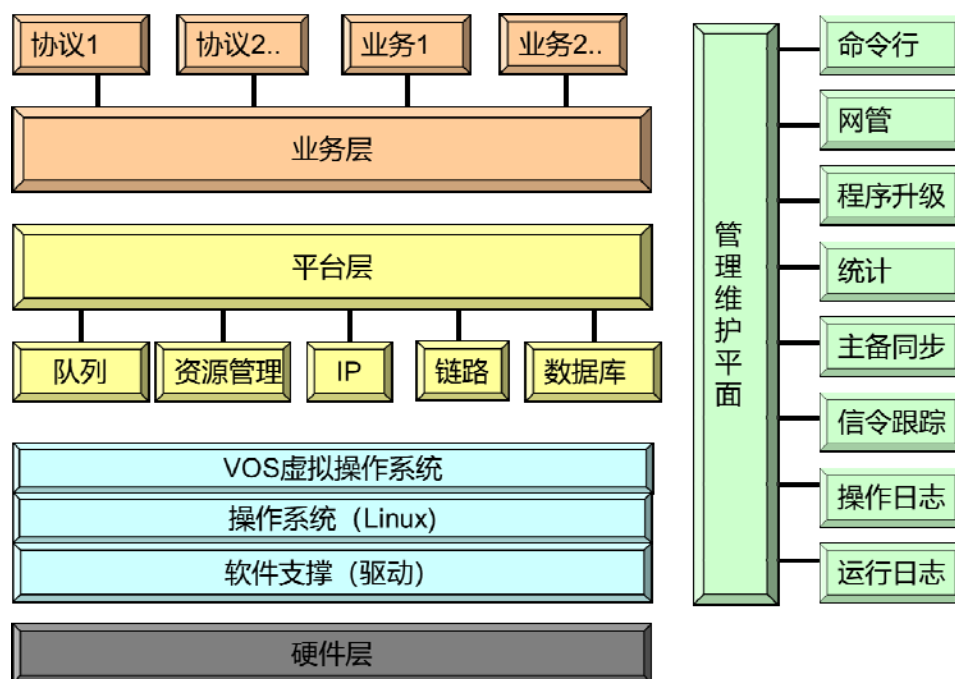 协议1
协议2..
业务1
业务2..
业务层
平台层
队列
资源管理
IP
链路
数据库
VOS虚拟操作系统
操作系统（Linux)
软件支撑（驱动）
硬件层
管理维护平面
命令行
网管
程序升级
统计
主备同步
信令跟踪
操作日志
运行日志